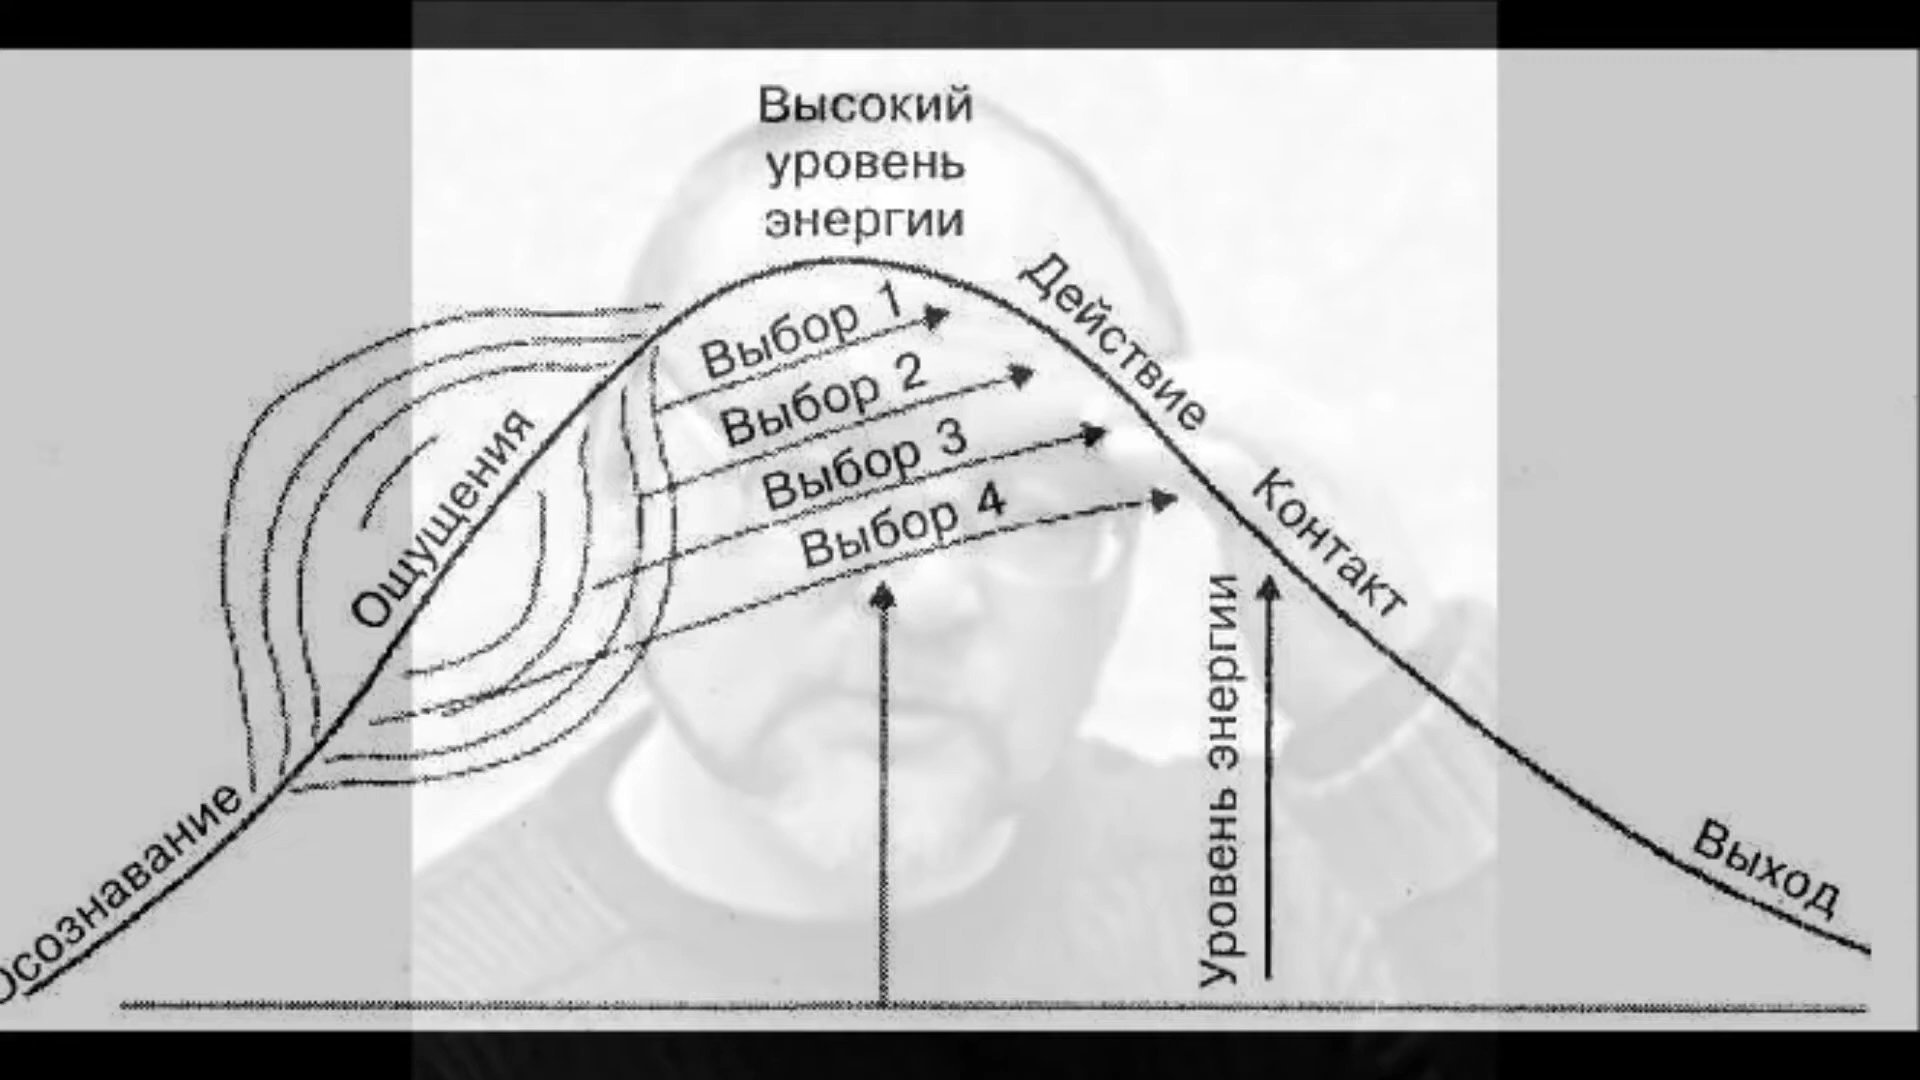 Высокий
уровень
энергии
Выбор 1
Выбор 2
Выбор 3
Выбор 4
Осознавание
Ощущения
Действие
Контакт
Уровень энергии
Выход